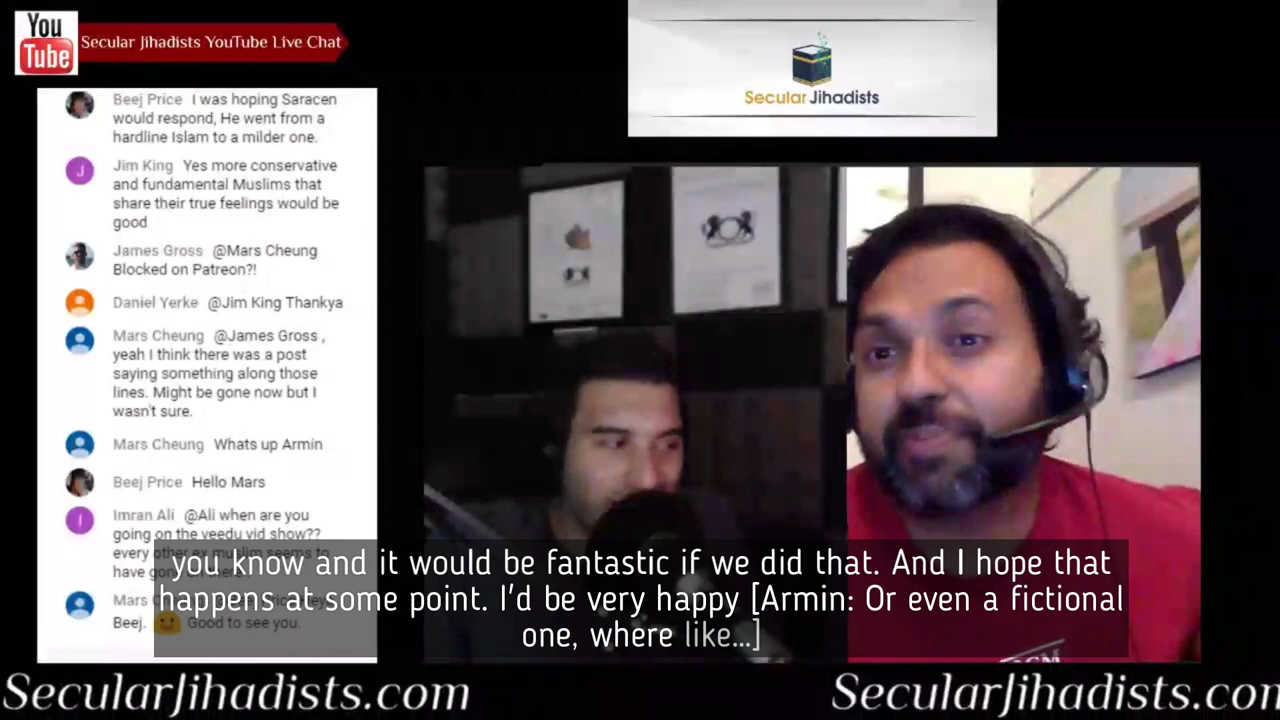 You
Tube
Secular Jihadists YouTube Live Chat
Secular Jihadists
Beej Price I was hoping Saracen
would respond, He went from a
hardline Islam to a milder one.
J
Jim King Yes more conservative
and fundamental Muslims that
share their true feelings would be
good
James Gross @Mars Cheung
Blocked on Patreon?!
Daniel Yerke @Jim King Thankya
Mars Cheung @James Gross ,
yeah I think there was a post
saying something along those
lines. Might be gone now but I
wasn't sure.
Mars Cheung Whats up Armin
Beej Price Hello Mars
I
Imran Ali @Ali when are you
going on the veedu vid show??
every other ex muslim seems to
have
Mars
Beej. Good to see you.
you know and it would be fantastic if we did that. And I hope that
happens at some point. I'd be very happy [Armin: Or even a fictional
one, where like...]
SecularJihadists.com
SecularJihadists.com